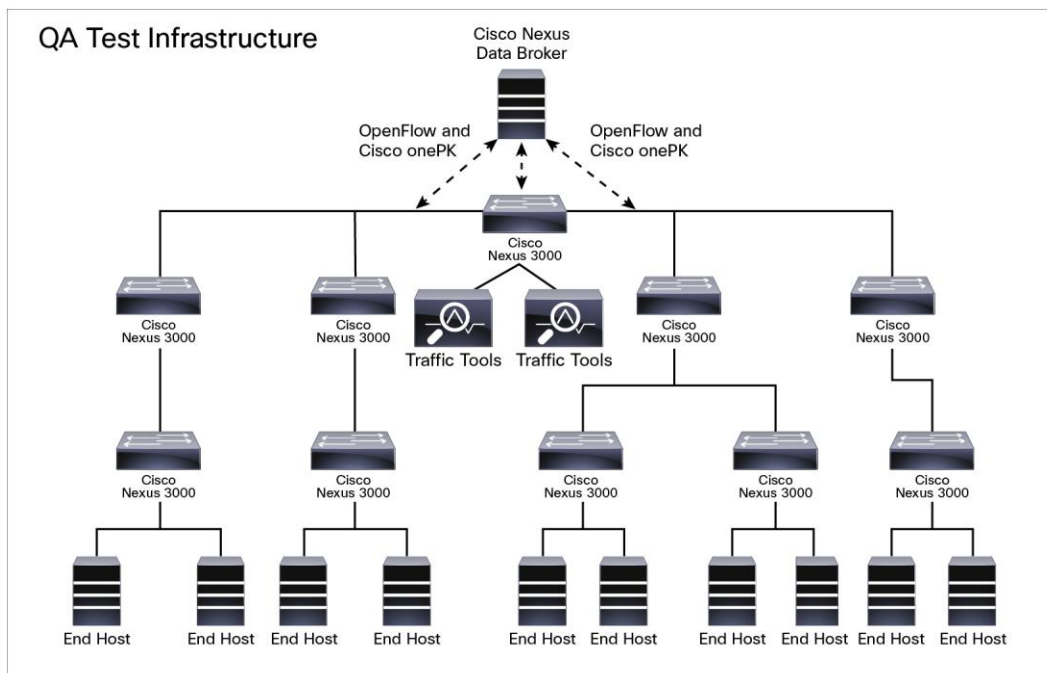 QA Test Infrastructure
Cisco Nexus
Data Broker
OpenFlow and
Cisco onePK
OpenFlow and
Cisco onePK
Cisco
Nexus 3000
Cisco
Nexus 3000
Cisco
Nexus 3000
Traffic Tools
Traffic Tools
Cisco
Nexus 3000
Cisco
Nexus 3000
Cisco
Nexus 3000
Cisco
Nexus 3000
Cisco
Nexus 3000
Cisco
Nexus 3000
Cisco
Nexus 3000
End Host
End Host
End Host
End Host
End Host
End Host
End Host
End Host
End Host
End Host